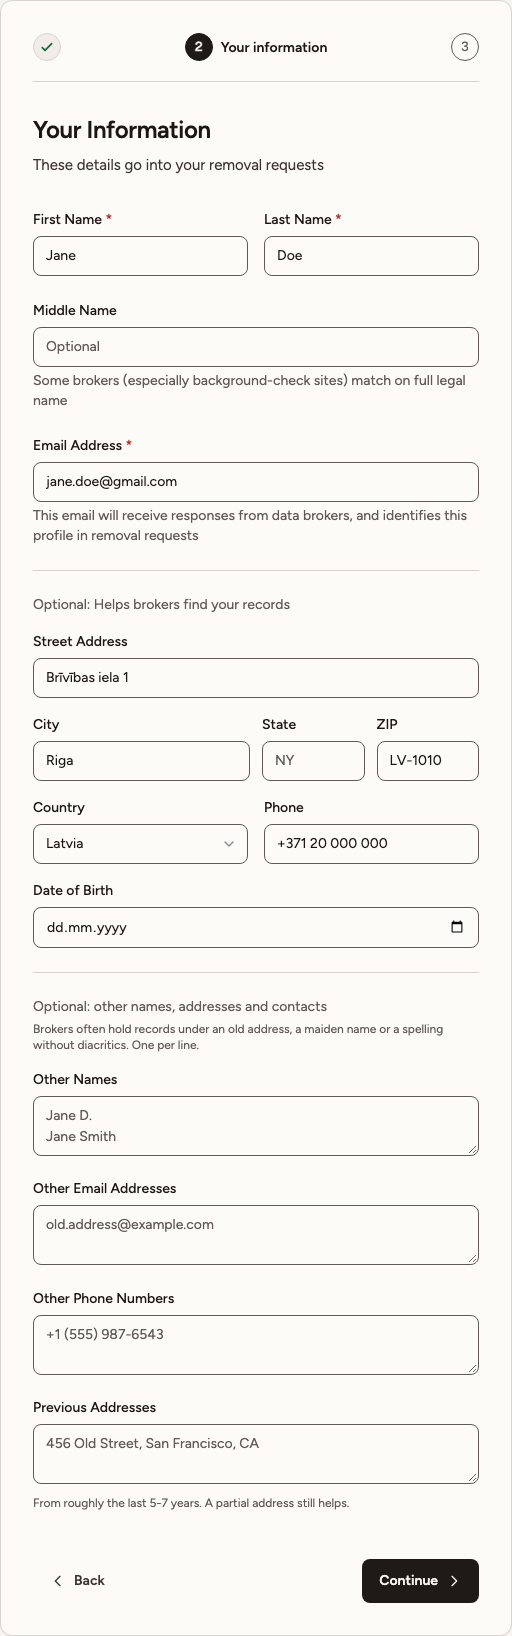 2 Your information 3
Your Information
These details go into your removal requests
First Name * Last Name *
Jane Doe
Middle Name
Optional
Some brokers (especially background-check sites) match on full legal
name
Email Address *
jane.doe@gmail.com
This email will receive responses from data brokers, and identifies this
profile in removal requests
Optional: Helps brokers find your records
Street Address
Brīvības iela 1
City State ZIP
Riga NY LV-1010
Country Phone
Latvia +371 20 000 000
Date of Birth
dd.mm.yyyy
Optional: other names, addresses and contacts
Brokers often hold records under an old address, a maiden name or a spelling
without diacritics. One per line.
Other Names
Jane D.
Jane Smith
Other Email Addresses
old.address@example.com
Other Phone Numbers
+1 (555) 987-6543
Previous Addresses
456 Old Street, San Francisco, CA
From roughly the last 5-7 years. A partial address still helps.
Back Continue